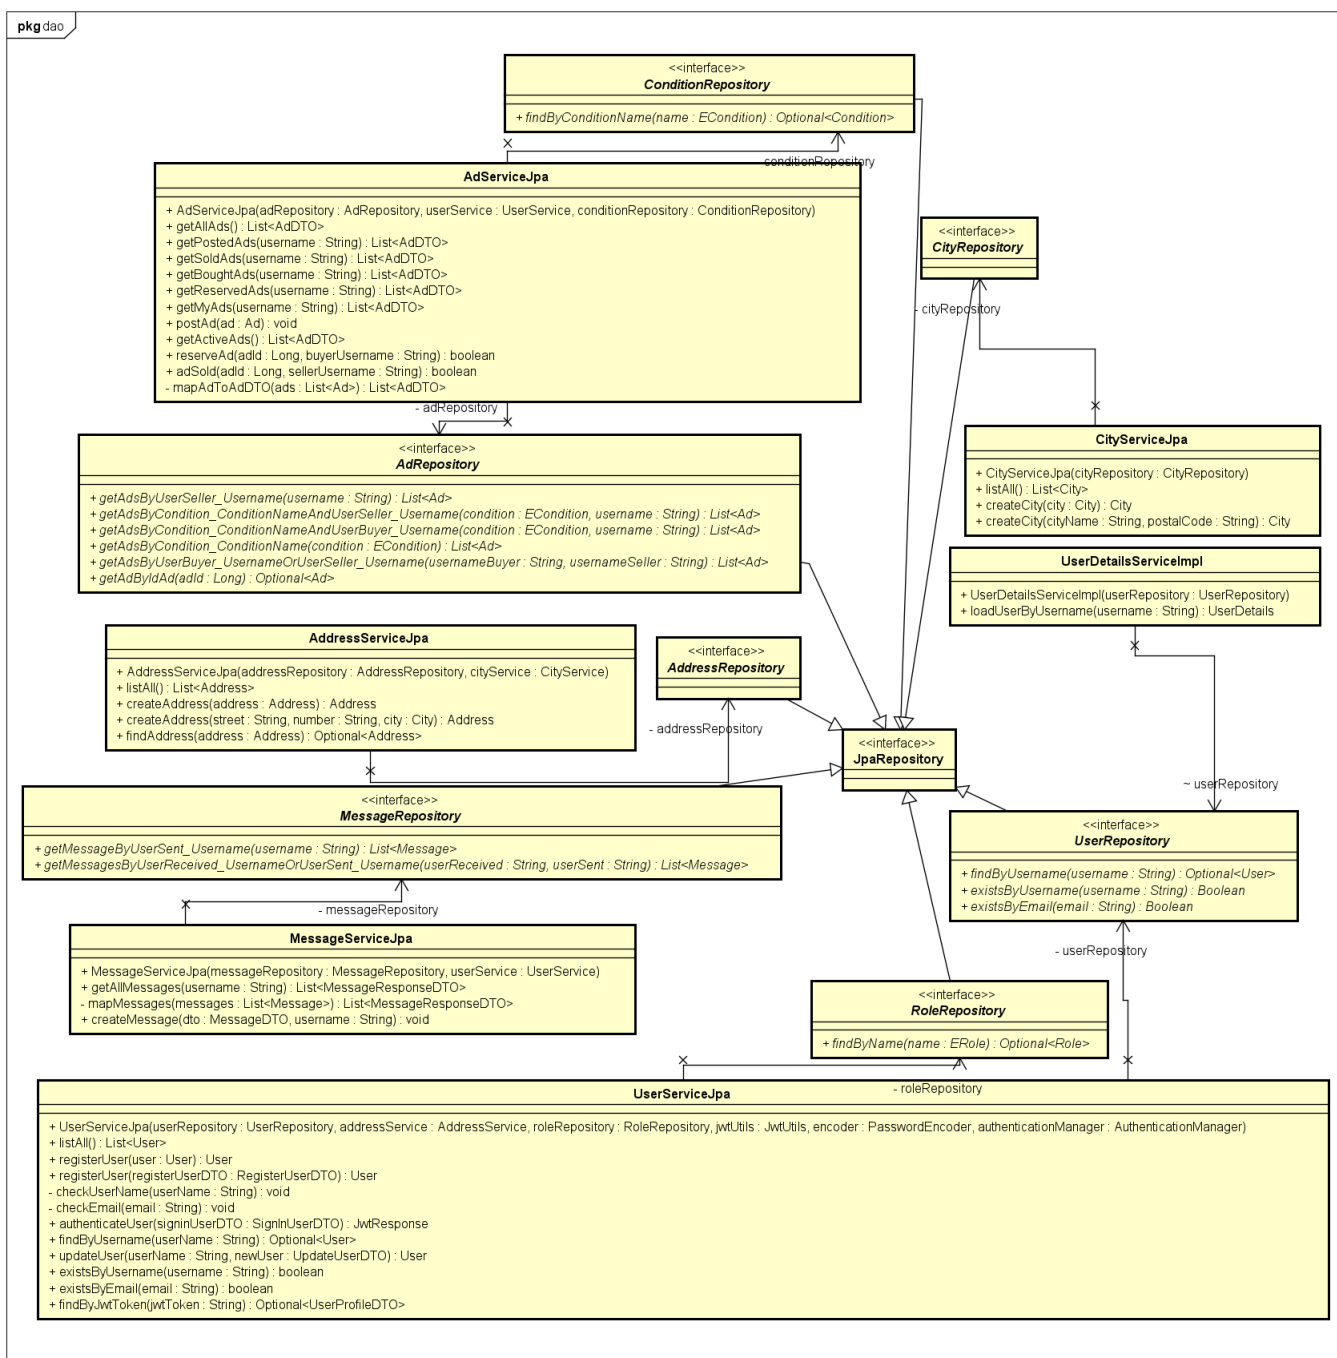 pkg dao
<<interface>>
ConditionRepository
+ findByConditionName(name : ECondition) : Optional<Condition>
- conditionRepository
AdServiceJpa
+ AdServiceJpa(adRepository : AdRepository, userService : UserService, conditionRepository : ConditionRepository)
+ getAllAds() : List<AdDTO>
+ getPostedAds(username : String) : List<AdDTO>
+ getSoldAds(username : String) : List<AdDTO>
+ getBoughtAds(username : String) : List<AdDTO>
+ getReservedAds(username : String) : List<AdDTO>
+ getMyAds(username : String) : List<AdDTO>
+ postAd(ad : Ad) : void
+ getActiveAds() : List<AdDTO>
+ reserveAd(adId : Long, buyerUsername : String) : boolean
+ adSold(adId : Long, sellerUsername : String) : boolean
- mapAdToAdDTO(ads : List<Ad>) : List<AdDTO>
<<interface>>
CityRepository
- cityRepository
- adRepository
<<interface>>
AdRepository
+ getAdsByUserSeller_Username(username : String) : List<Ad>
+ getAdsByCondition_ConditionNameAndUserSeller_Username(condition : ECondition, username : String) : List<Ad>
+ getAdsByCondition_ConditionNameAndUserBuyer_Username(condition : ECondition, username : String) : List<Ad>
+ getAdsByCondition_ConditionName(condition : ECondition) : List<Ad>
+ getAdsByUserBuyer_UsernameOrUserSeller_Username(usernameBuyer : String, usernameSeller : String) : List<Ad>
+ getAdByIdAd(adId : Long) : Optional<Ad>
CityServiceJpa
+ CityServiceJpa(cityRepository : CityRepository)
+ listAll() : List<City>
+ createCity(city : City) : City
+ createCity(cityName : String, postalCode : String) : City
UserDetailsServiceImpl
+ UserDetailsServiceImpl(userRepository : UserRepository)
+ loadUserByUsername(username : String) : UserDetails
AddressServiceJpa
+ AddressServiceJpa(addressRepository : AddressRepository, cityService : CityService)
+ listAll() : List<Address>
+ createAddress(address : Address) : Address
+ createAddress(street : String, number : String, city : City) : Address
+ findAddress(address : Address) : Optional<Address>
<<interface>>
AddressRepository
- addressRepository
<<interface>>
JpaRepository
~ userRepository
<<interface>>
MessageRepository
+ getMessageByUserSent_Username(username : String) : List<Message>
+ getMessagesByUserReceived_UsernameOrUserSent_Username(userReceived : String, userSent : String) : List<Message>
<<interface>>
UserRepository
+ findByUsername(username : String) : Optional<User>
+ existsByUsername(username : String) : Boolean
+ existsByEmail(email : String) : Boolean
- messageRepository
- userRepository
MessageServiceJpa
+ MessageServiceJpa(messageRepository : MessageRepository, userService : UserService)
+ getAllMessages(username : String) : List<MessageResponseDTO>
- mapMessages(messages : List<Message>) : List<MessageResponseDTO>
+ createMessage(dto : MessageDTO, username : String) : void
<<interface>>
RoleRepository
+ findByName(name : ERole) : Optional<Role>
- roleRepository
UserServiceJpa
+ UserServiceJpa(userRepository : UserRepository, addressService : AddressService, roleRepository : RoleRepository, jwtUtils : JwtUtils, encoder : PasswordEncoder, authenticationManager : AuthenticationManager)
+ listAll() : List<User>
+ registerUser(user : User) : User
+ registerUser(registerUserDTO : RegisterUserDTO) : User
- checkUserName(userName : String) : void
- checkEmail(email : String) : void
+ authenticateUser(signinUserDTO : SignInUserDTO) : JwtResponse
+ findByUsername(userName : String) : Optional<User>
+ updateUser(userName : String, newUser : UpdateUserDTO) : User
+ existsByUsername(username : String) : boolean
+ existsByEmail(email : String) : boolean
+ findByJwtToken(jwtToken : String) : Optional<UserProfileDTO>